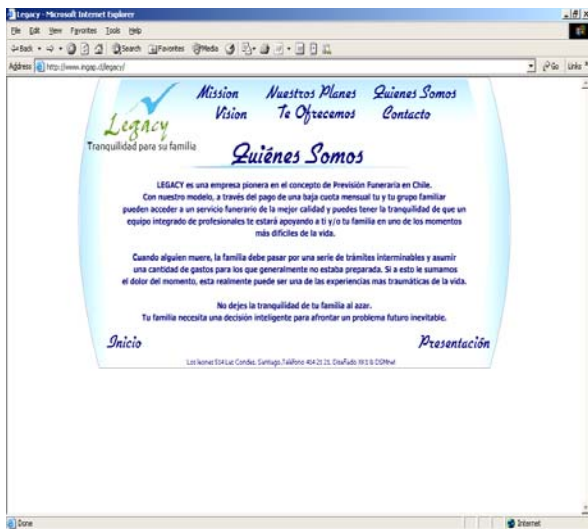 Legacy - Microsoft Internet Explorer
File Edit View Favorites Tools Help
Back Search Favorites Media
Address http://www.ingap.cl/legacy/ Go Links
Mission Nuestros Planes Quienes Somos
Vision Te Ofrecemos Contacto
Legacy
Tranquilidad para su familia
Quiénes Somos
LEGACY es una empresa pionera en el concepto de Previsión Funeraria en Chile.
Con nuestro modelo, a través del pago de una baja cuota mensual tu y tu grupo familiar
pueden acceder a un servicio funerario de la mejor calidad y puedes tener la tranquilidad de que un
equipo integrado de profesionales te estará apoyando a ti y/o tu familia en uno de los momentos
más difíciles de la vida.
Cuando alguien muere, la familia debe pasar por una serie de trámites interminables y asumir
una cantidad de gastos para los que generalmente no estaba preparada. Si a esto le sumamos
el dolor del momento, esta realmente puede ser una de las experiencias mas traumáticas de la vida.
No dejes la tranquilidad de tu familia al azar.
Tu familia necesita una decisión inteligente para afrontar un problema futuro inevitable.
Inicio Presentación
Las Condes, Santiago, Teléfono
Done Internet